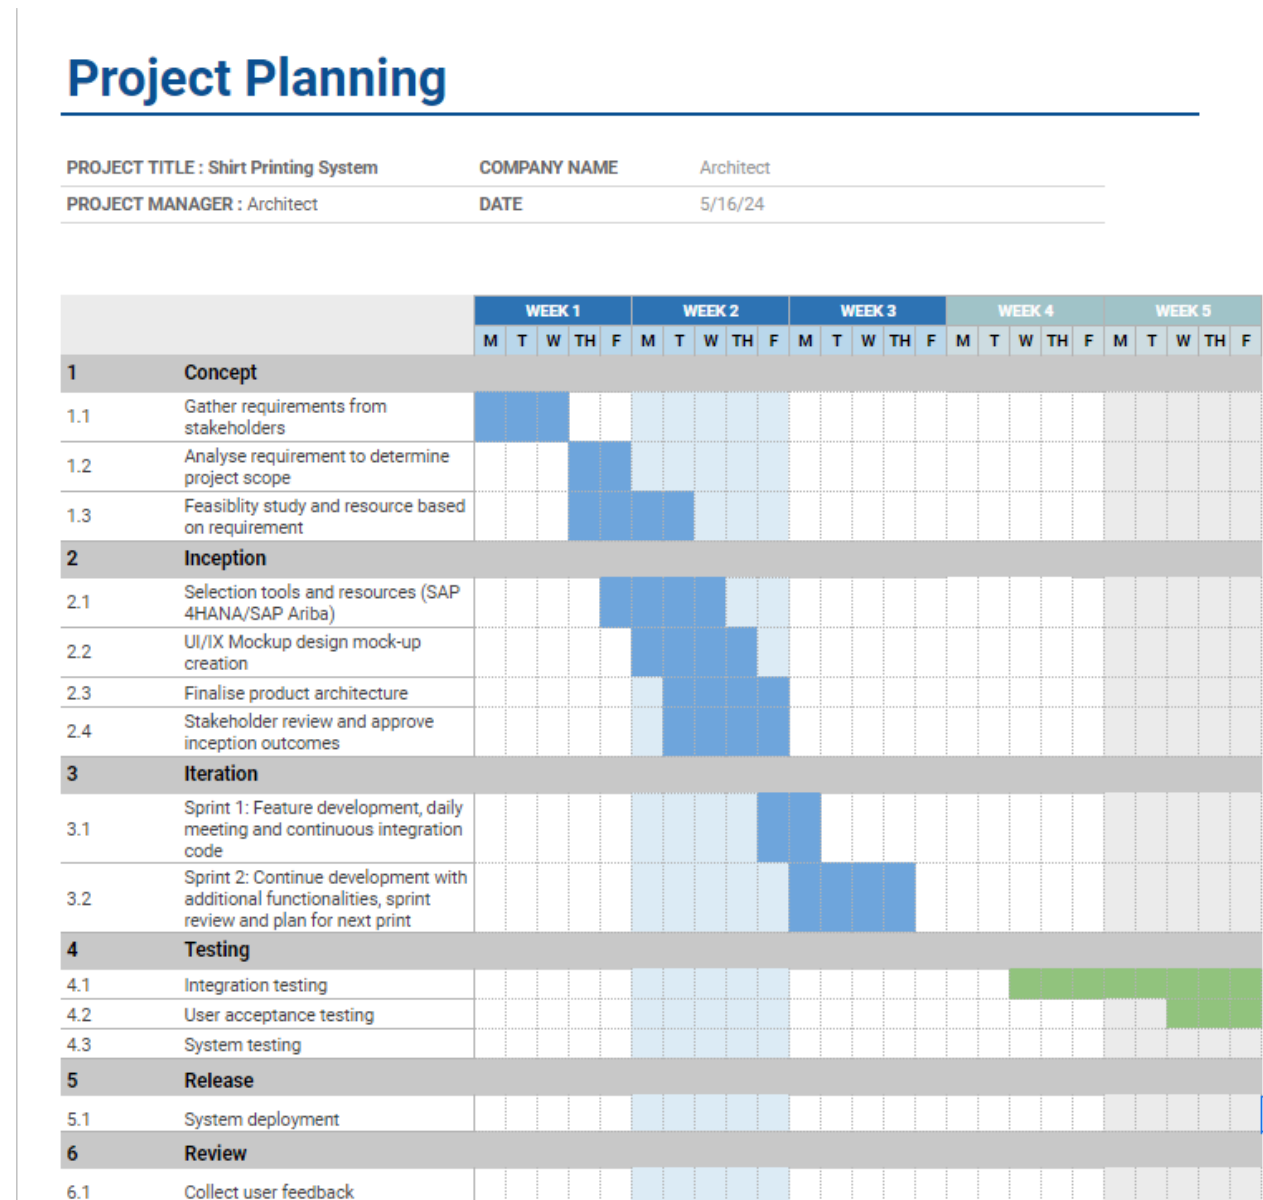 Project Planning
PROJECT TITLE : Shirt Printing System COMPANY NAME Architect
PROJECT MANAGER : Architect DATE 5/16/24
WEEK 1 WEEK 2 WEEK 3 WEEK 4 WEEK 5
M T W TH F M T W TH F M T W TH F M T W TH F M T W TH F
1 Concept
1.1 Gather requirements from
stakeholders
1.2 Analyse requirement to determine
project scope
1.3 Feasiblity study and resource based
on requirement
2 Inception
2.1 Selection tools and resources (SAP
4HANA/SAP Ariba)
2.2 UI/IX Mockup design mock-up
creation
2.3 Finalise product architecture
2.4 Stakeholder review and approve
inception outcomes
3 Iteration
3.1 Sprint 1: Feature development, daily
meeting and continuous integration
code
3.2 Sprint 2: Continue development with
additional functionalities, sprint
review and plan for next print
4 Testing
4.1 Integration testing
4.2 User acceptance testing
4.3 System testing
5 Release
5.1 System deployment
6 Review
6.1 Collect user feedback